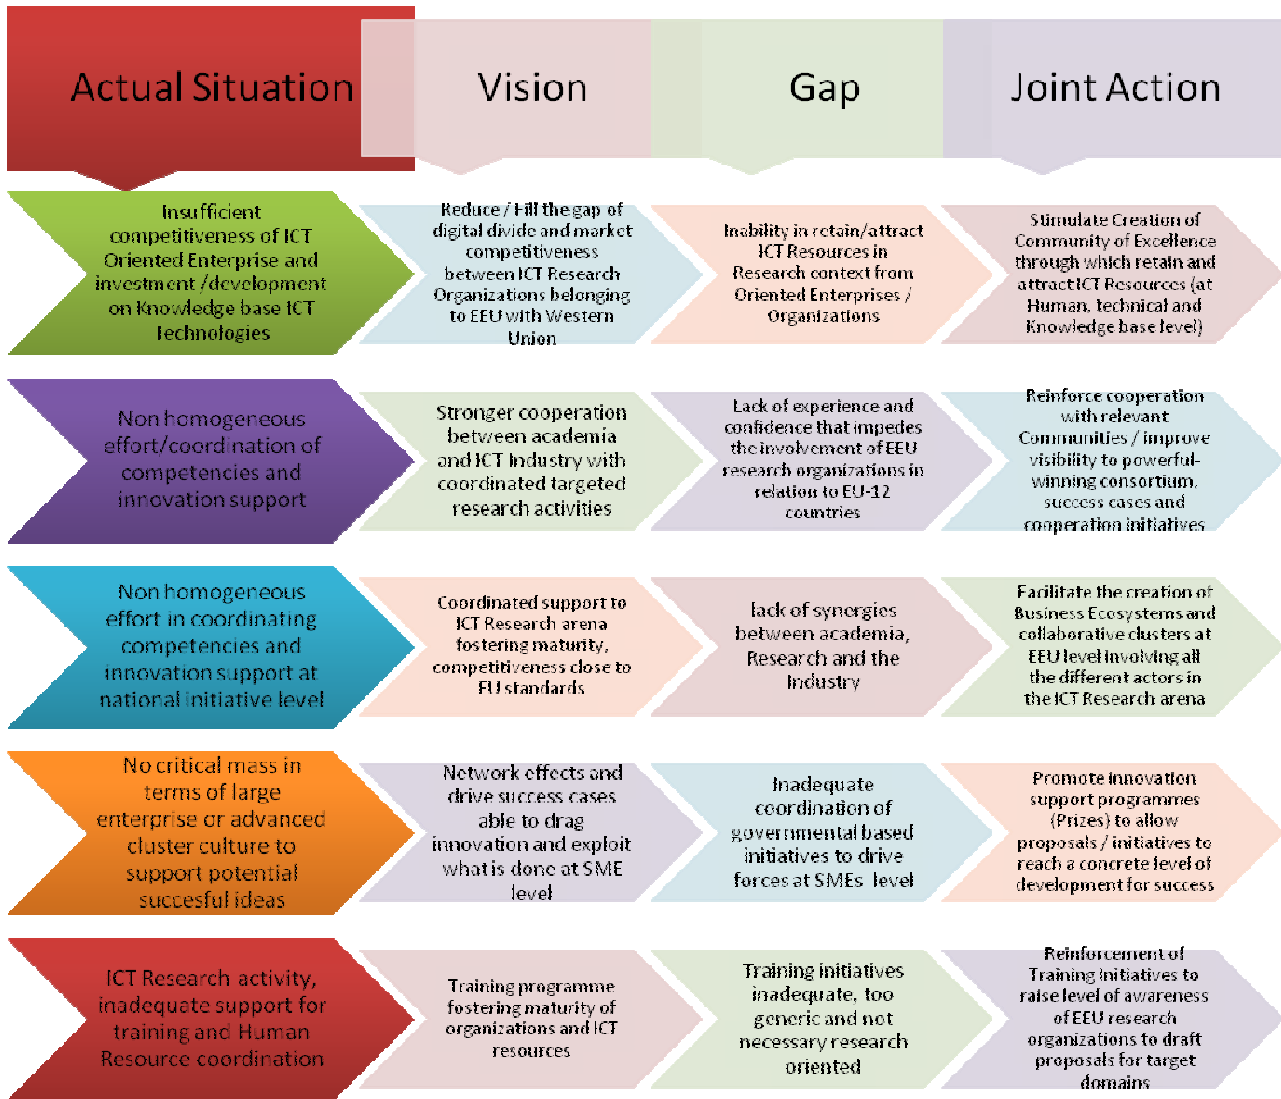 Actual Situation
Vision
Gap
Joint Action
Insufficient
competitiveness of ICT
Oriented Enterprise and
investment /development
on Knowledge base ICT
Technologies
Reduce / Fill the gap of
digital divide and market
competitiveness
between ICT Research
Organizations belonging
to EEU with Western
Union
Inability in retain/attract
ICT Resources in
Research context from
Oriented Enterprises /
Organizations
Stimulate Creation of
Community of Excellence
through which retain and
attract ICT Resources (at
Human, technical and
Knowledge base level)
Non homogeneous
effort/coordination of
competencies and
innovation support
Stronger cooperation
between academia
and ICT Industry with
coordinated targeted
research activities
Lack of experience and
confidence that impedes
the involvement of EEU
research organizations in
relation to EU-12
countries
Reinforce cooperation
with relevant
Communities / improve
visibility to powerful-
winning consortium,
success cases and
cooperation initiatives
Non homogeneous
effort in coordinating
competencies and
innovation support at
national initiative level
Coordinated support to
ICT Research arena
fostering maturity,
competitiveness close to
EU standards
lack of synergies
between academia,
Research and the
Industry
Facilitate the creation of
Business Ecosystems and
collaborative clusters at
EEU level involving all
the different actors in
the ICT Research arena
No critical mass in
terms of large
enterprise or advanced
cluster culture to
support potential
succesful ideas
Network effects and
drive success cases
able to drag
innovation and exploit
what is done at SME
level
Inadequate
coordination of
governmental based
initiatives to drive
forces at SMEs level
Promote innovation
support programmes
(Prizes) to allow
proposals / initiatives to
reach a concrete level of
development for success
ICT Research activity,
inadequate support for
training and Human
Resource coordination
Training programme
fostering maturity of
organizations and ICT
resources
Training initiatives
inadequate, too
generic and not
necessary research
oriented
Reinforcement of
Training Initiatives to
raise level of awareness
of EEU research
organizations to draft
proposals for target
domains